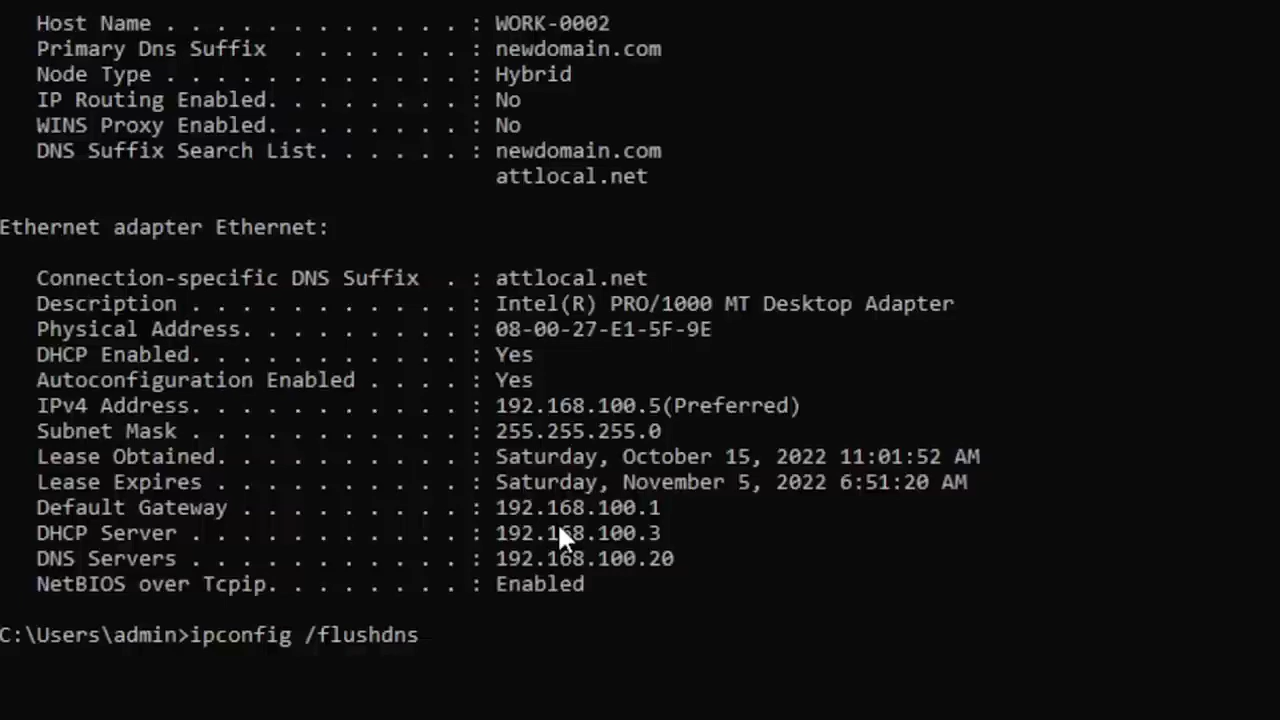 Host Name . . . . . . . . . . . . : WORK-0002
Primary Dns Suffix  . . . . . . . : newdomain.com
Node Type . . . . . . . . . . . . : Hybrid
IP Routing Enabled. . . . . . . . : No
WINS Proxy Enabled. . . . . . . . : No
DNS Suffix Search List. . . . . . : newdomain.com
attlocal.net
Ethernet adapter Ethernet:
Connection-specific DNS Suffix  . : attlocal.net
Description . . . . . . . . . . . : Intel(R) PRO/1000 MT Desktop Adapter
Physical Address. . . . . . . . . : 08-00-27-E1-5F-9E
DHCP Enabled. . . . . . . . . . . : Yes
Autoconfiguration Enabled . . . . : Yes
IPv4 Address. . . . . . . . . . . : 192.168.100.5(Preferred)
Subnet Mask . . . . . . . . . . . : 255.255.255.0
Lease Obtained. . . . . . . . . . : Saturday, October 15, 2022 11:01:52 AM
Lease Expires . . . . . . . . . . : Saturday, November 5, 2022 6:51:20 AM
Default Gateway . . . . . . . . . : 192.168.100.1
DHCP Server . . . . . . . . . . . : 192.168.100.3
DNS Servers . . . . . . . . . . . : 192.168.100.20
NetBIOS over Tcpip. . . . . . . . : Enabled
C:\Users\admin>ipconfig /flushdns